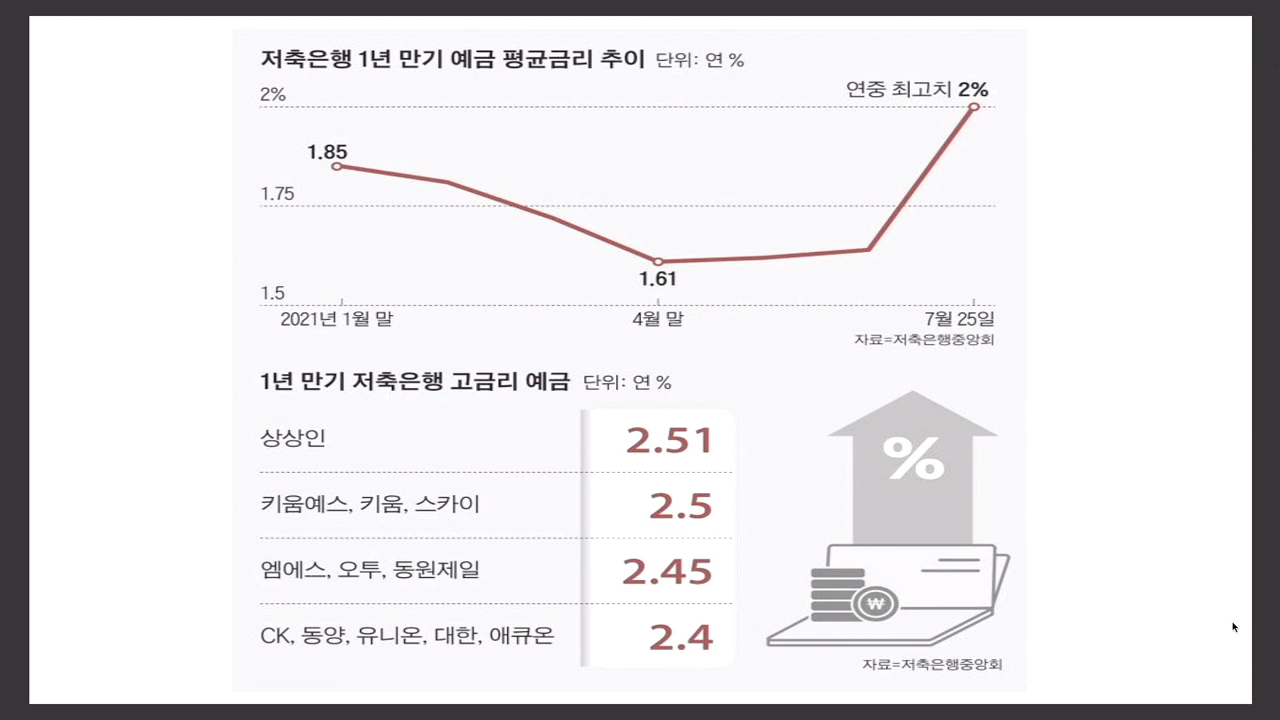 저축은행 1년 만기 예금 평균금리 추이 단위: 연 %
2%
연중 최고치 2%
1.85
1.75
1.61
1.5
2021년 1월 말 4월 말 7월 25일
자료=저축은행중앙회
1년 만기 저축은행 고금리 예금 단위: 연 %
상상인 2.51
키움예스, 키움, 스카이 2.5
엠에스, 오투, 동원제일 2.45
CK, 동양, 유니온, 대한, 애큐온 2.4
%
₩
자료=저축은행중앙회